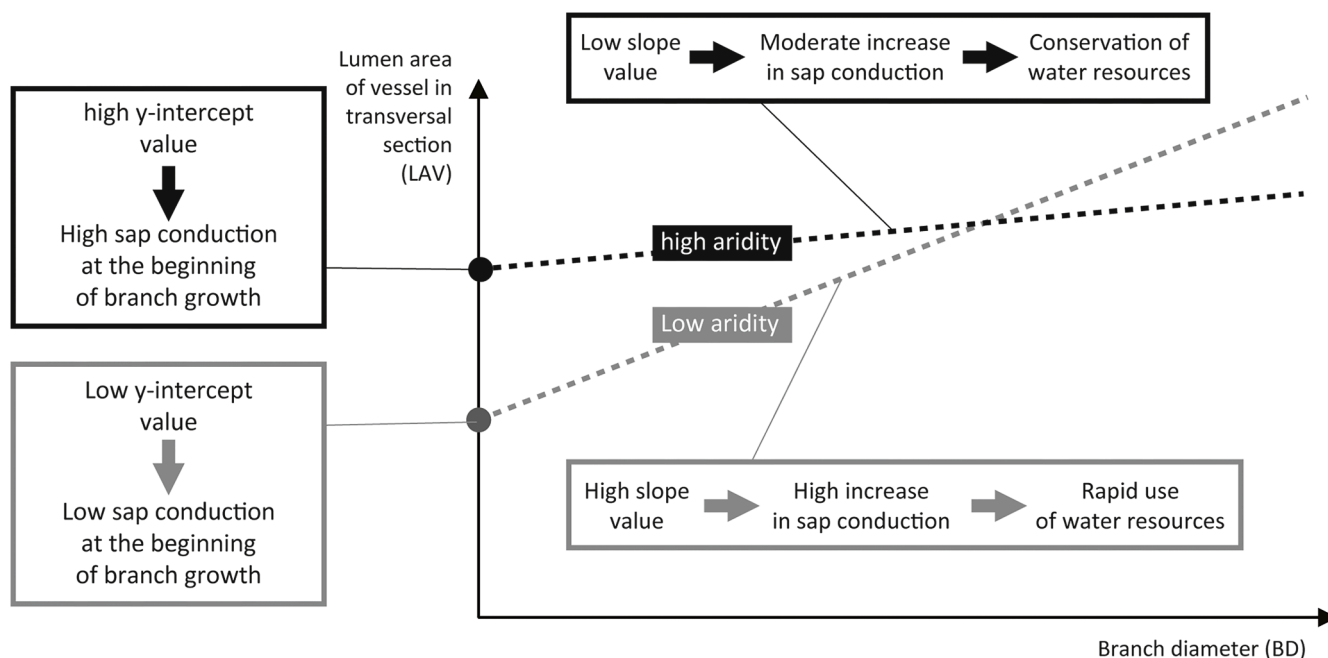 Lumen area
of vessel in
transversal
section
(LAV)
Low slope
value
Moderate increase
in sap conduction
Conservation of
water resources
high y-intercept
value
High sap conduction
at the beginning
of branch growth
high aridity
Low aridity
Low y-intercept
value
Low sap conduction
at the beginning
of branch growth
High slope
value
High increase
in sap conduction
Rapid use
of water resources
Branch diameter (BD)